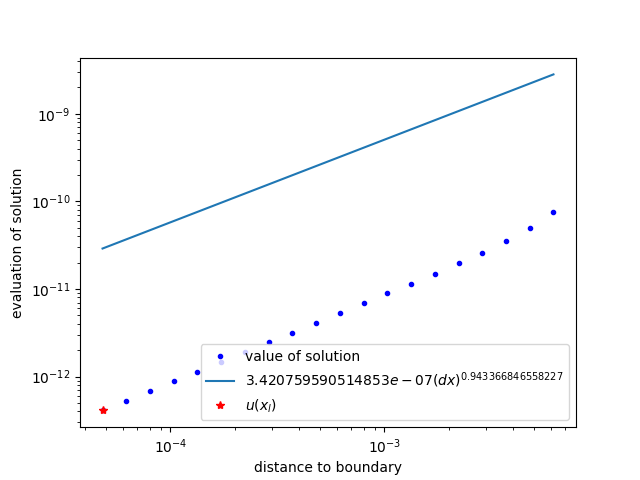 10⁻⁹
10⁻¹⁰
10⁻¹¹
10⁻¹²
evaluation of solution
value of solution
3.420759590514853e − 07(dx)^0.943366846558227
u(x_l)
10⁻⁴
10⁻³
distance to boundary